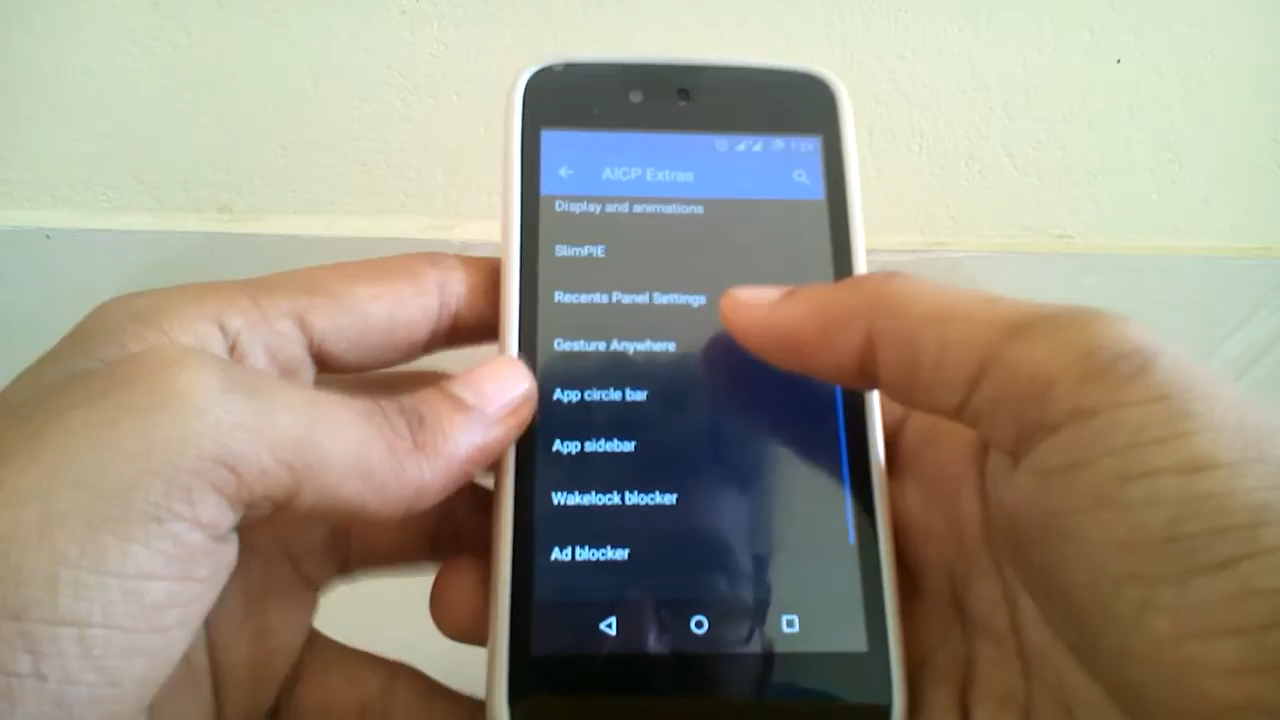 AICP Extras
Display and animations
SlimPIE
Recents Panel Settings
Gesture Anywhere
App circle bar
App sidebar
Wakelock blocker
Ad blocker